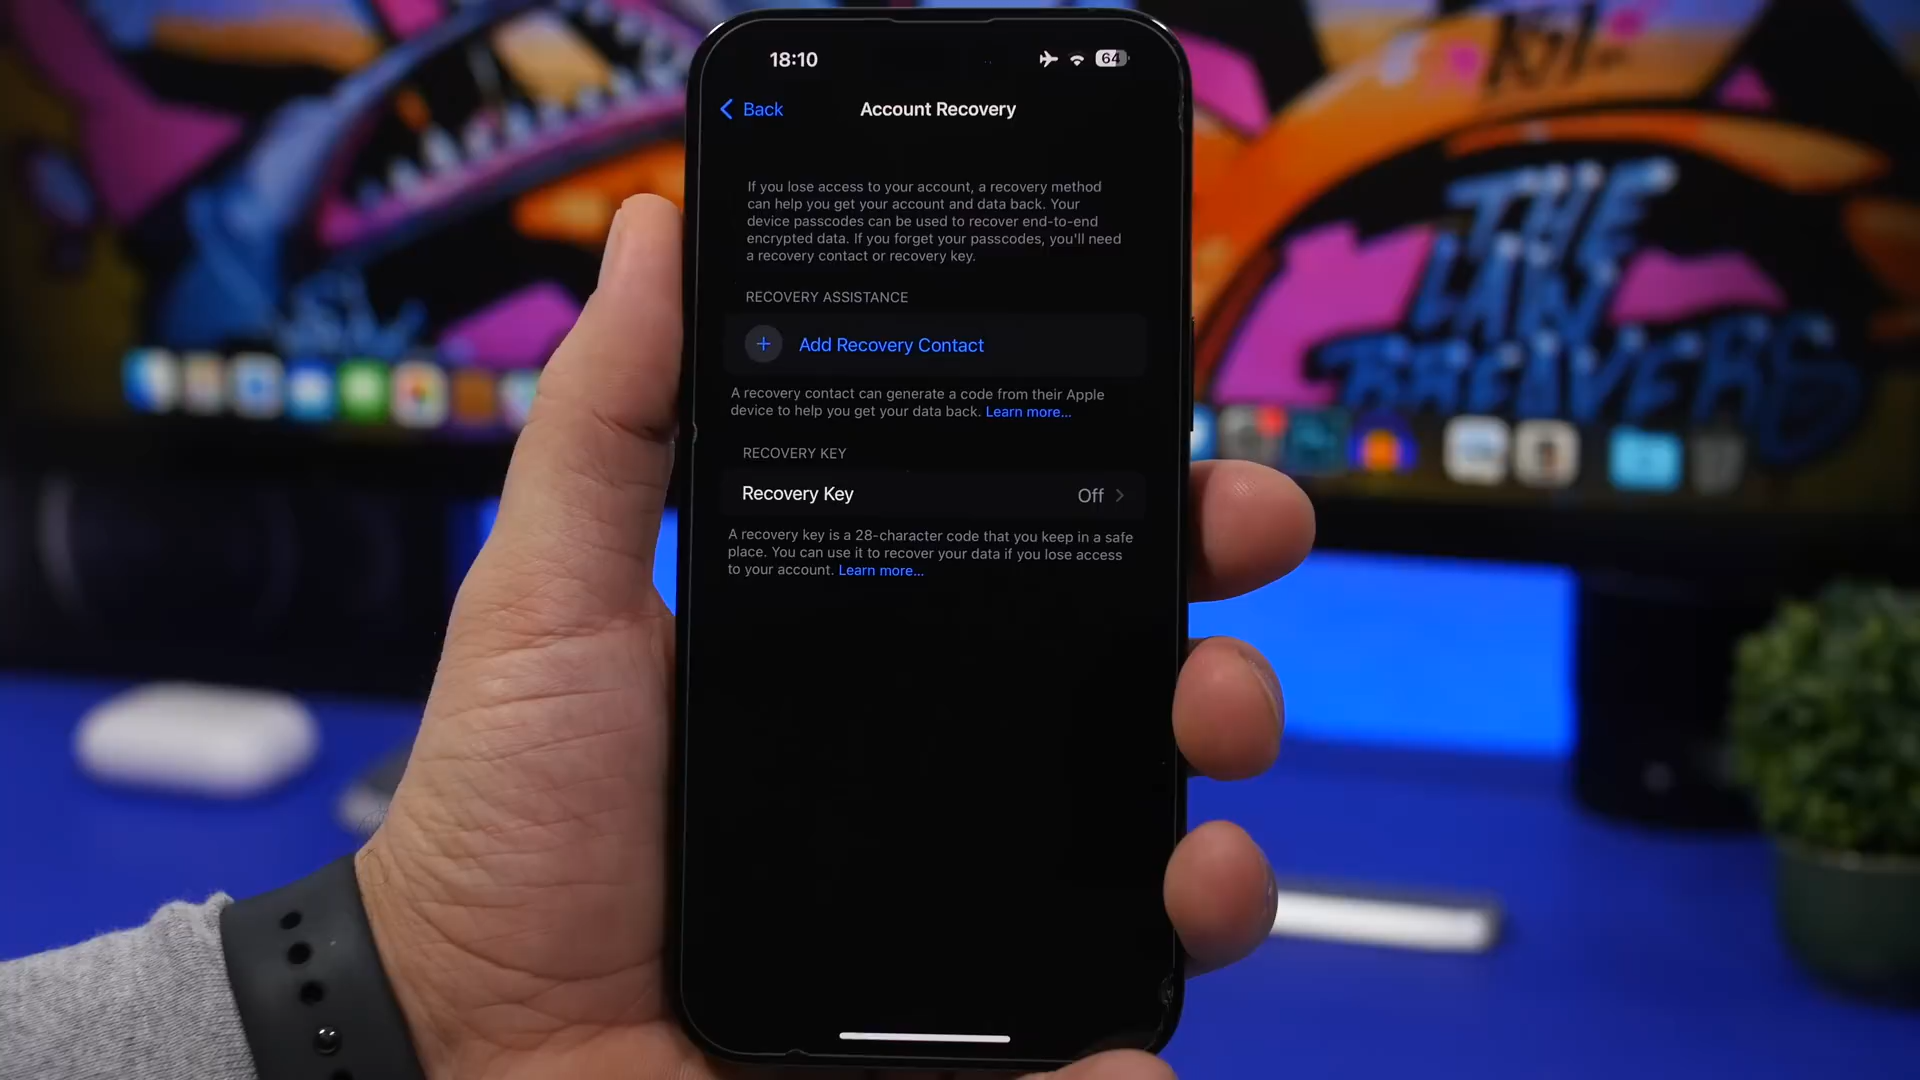 18:10
64
Back
Account Recovery
If you lose access to your account, a recovery method
can help you get your account and data back. Your
device passcodes can be used to recover end-to-end
encrypted data. If you forget your passcodes, you'll need
a recovery contact or recovery key.
RECOVERY ASSISTANCE
Add Recovery Contact
A recovery contact can generate a code from their Apple
device to help you get your data back. Learn more...
RECOVERY KEY
Recovery Key
Off
A recovery key is a 28-character code that you keep in a safe
place. You can use it to recover your data if you lose access
to your account. Learn more...
THE
LAW
BREAKERS